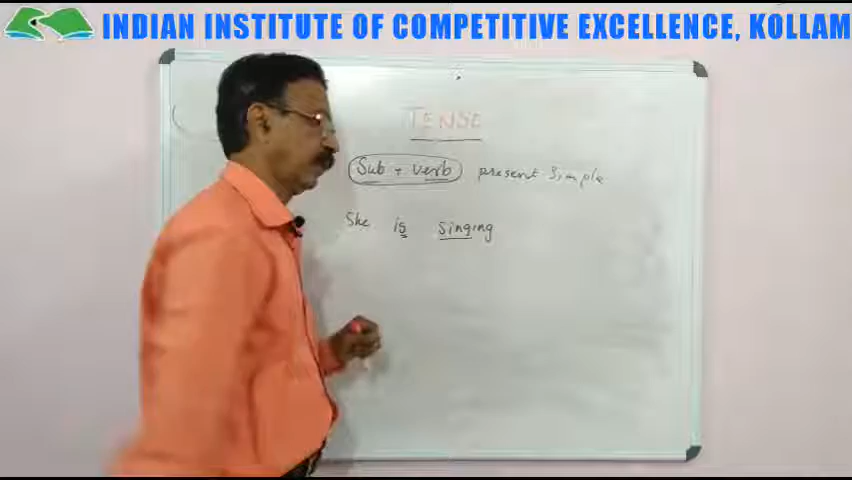 INDIAN INSTITUTE OF COMPETITIVE EXCELLENCE, KOLLAM
TENSE
Sub + verb present Simple
She is singing